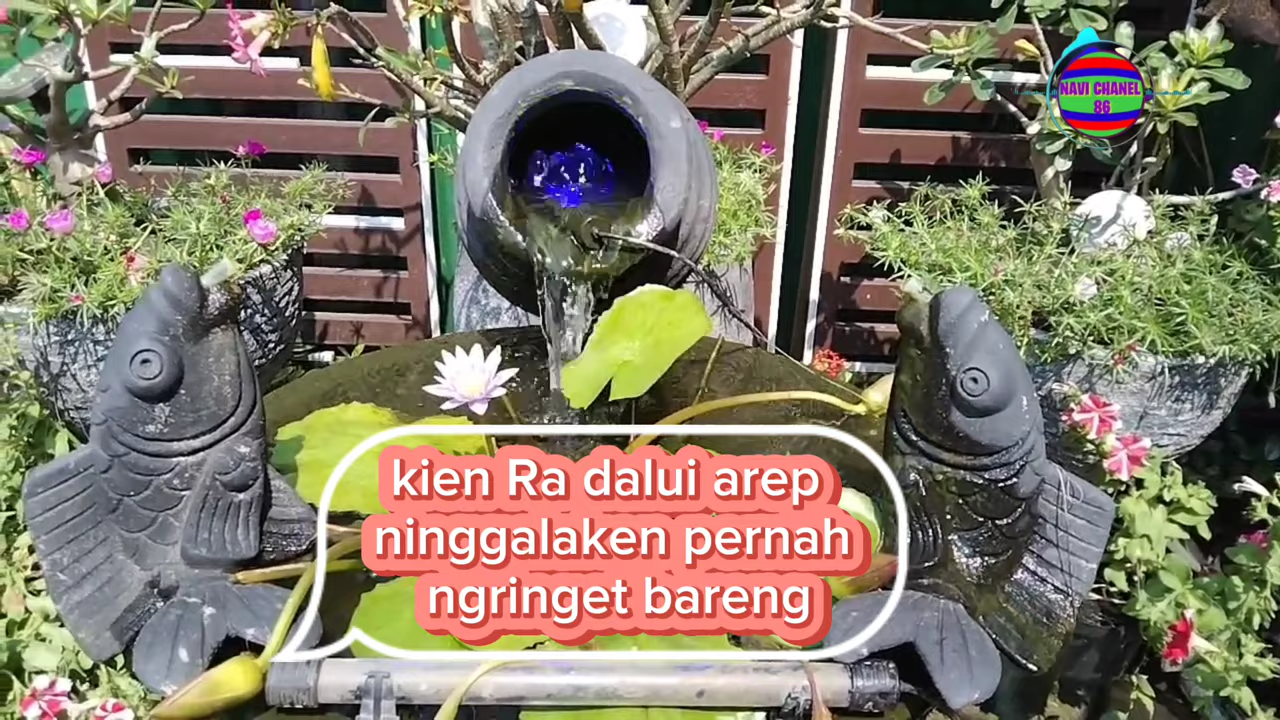 NAVI CHANEL
86
kien Ra dalui arep
ninggalaken pernah
ngringet bareng